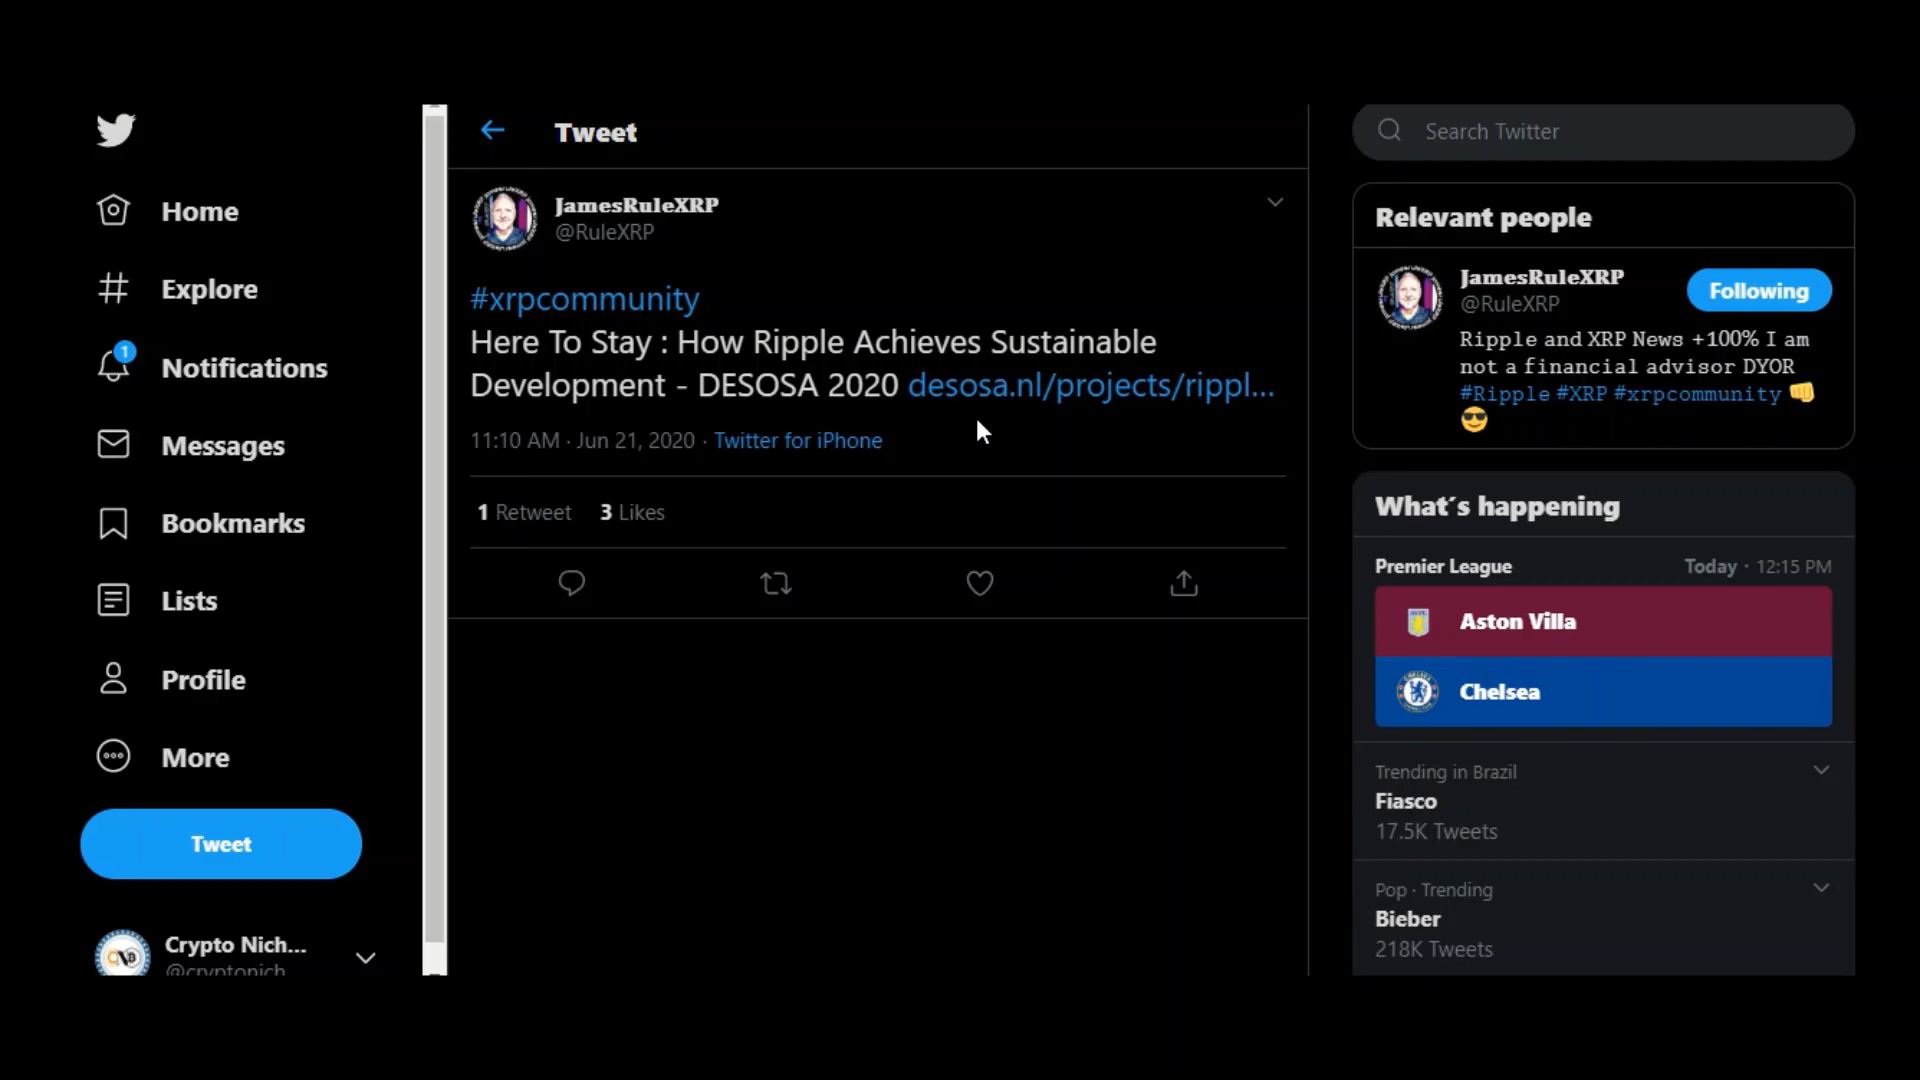 Home
Explore
1
Notifications
Messages
Bookmarks
Lists
Profile
More
Tweet
Crypto Nich...
@cryptonich
Tweet
JamesRuleXRP
@RuleXRP
#xrpcommunity
Here To Stay : How Ripple Achieves Sustainable
Development - DESOSA 2020 desosa.nl/projects/rippl...
11:10 AM · Jun 21, 2020 · Twitter for iPhone
1 Retweet 3 Likes
Search Twitter
Relevant people
JamesRuleXRP
@RuleXRP
Following
Ripple and XRP News +100% I am
not a financial advisor DYOR
#Ripple #XRP #xrpcommunity 👊
😎
What´s happening
Premier League Today · 12:15 PM
Aston Villa
Chelsea
Trending in Brazil
Fiasco
17.5K Tweets
Pop · Trending
Bieber
218K Tweets